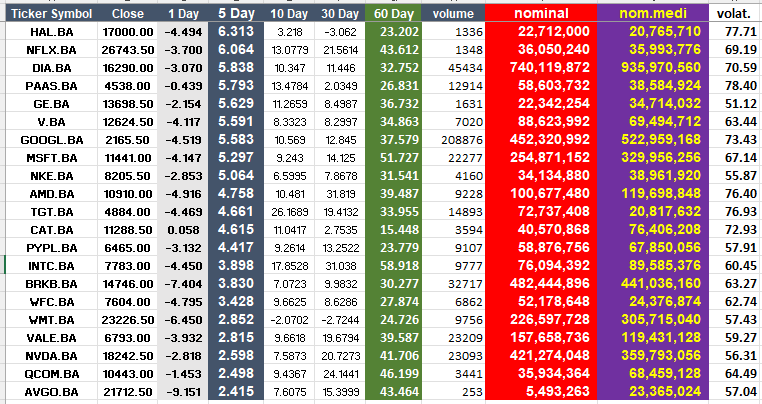 Ticker Symbol Close 1 Day 5 Day 10 Day 30 Day 60 Day volume nominal nom.medi volat.
HAL.BA 17000.00 -4.494 6.313 3.218 -3.062 23.202 1336 22,712,000 20,765,710 77.71
NFLX.BA 26743.50 -3.700 6.064 13.0779 21.5614 43.612 1348 36,050,240 35,993,776 69.19
DIA.BA 16290.00 -3.070 5.838 10.347 11.446 32.752 45434 740,119,872 935,970,560 70.59
PAAS.BA 4538.00 -0.439 5.793 13.4784 2.0349 26.831 12914 58,603,732 38,584,924 78.40
GE.BA 13698.50 -2.154 5.629 11.2659 8.4987 36.732 1631 22,342,254 34,714,032 51.12
V.BA 12624.50 -4.117 5.591 8.3323 8.2997 34.863 7020 88,623,992 69,494,712 63.44
GOOGL.BA 2165.50 -4.519 5.583 10.569 12.845 37.579 208876 452,320,992 522,959,168 73.43
MSFT.BA 11441.00 -4.147 5.297 9.243 14.125 51.727 22277 254,871,152 329,956,256 67.14
NKE.BA 8205.50 -2.853 5.064 6.5995 7.8678 31.541 4160 34,134,880 38,961,920 55.87
AMD.BA 10910.00 -4.916 4.758 10.481 31.819 39.487 9228 100,677,480 119,698,848 76.40
TGT.BA 4884.00 -4.469 4.661 26.1689 19.4132 33.955 14893 72,737,408 20,817,632 76.93
CAT.BA 11288.50 0.058 4.615 11.0417 2.7535 15.448 3594 40,570,868 76,406,208 72.93
PYPL.BA 6465.00 -3.132 4.417 9.2614 13.2522 23.779 9107 58,876,756 67,850,056 57.91
INTC.BA 7783.00 -4.450 3.898 17.8528 31.038 58.918 9777 76,094,392 89,585,376 60.45
BRKB.BA 14746.00 -7.404 3.830 7.0723 9.9832 30.277 32717 482,444,896 441,036,160 63.27
WFC.BA 7604.00 -4.795 3.428 9.6625 8.6286 27.874 6862 52,178,648 24,376,874 62.74
WMT.BA 23226.50 -6.450 2.852 -2.0702 -2.7244 24.726 9756 226,597,728 305,715,040 57.43
VALE.BA 6793.00 -3.932 2.815 9.6618 19.6794 39.587 23209 157,658,736 119,431,128 59.27
NVDA.BA 18242.50 -2.818 2.598 7.5873 20.7273 41.706 23093 421,274,048 359,793,056 56.31
QCOM.BA 10443.00 -1.453 2.498 9.4367 24.1441 46.199 3441 35,934,364 68,459,128 64.49
AVGO.BA 21712.50 -9.151 2.415 7.6075 15.3999 43.464 253 5,493,263 23,365,024 57.04